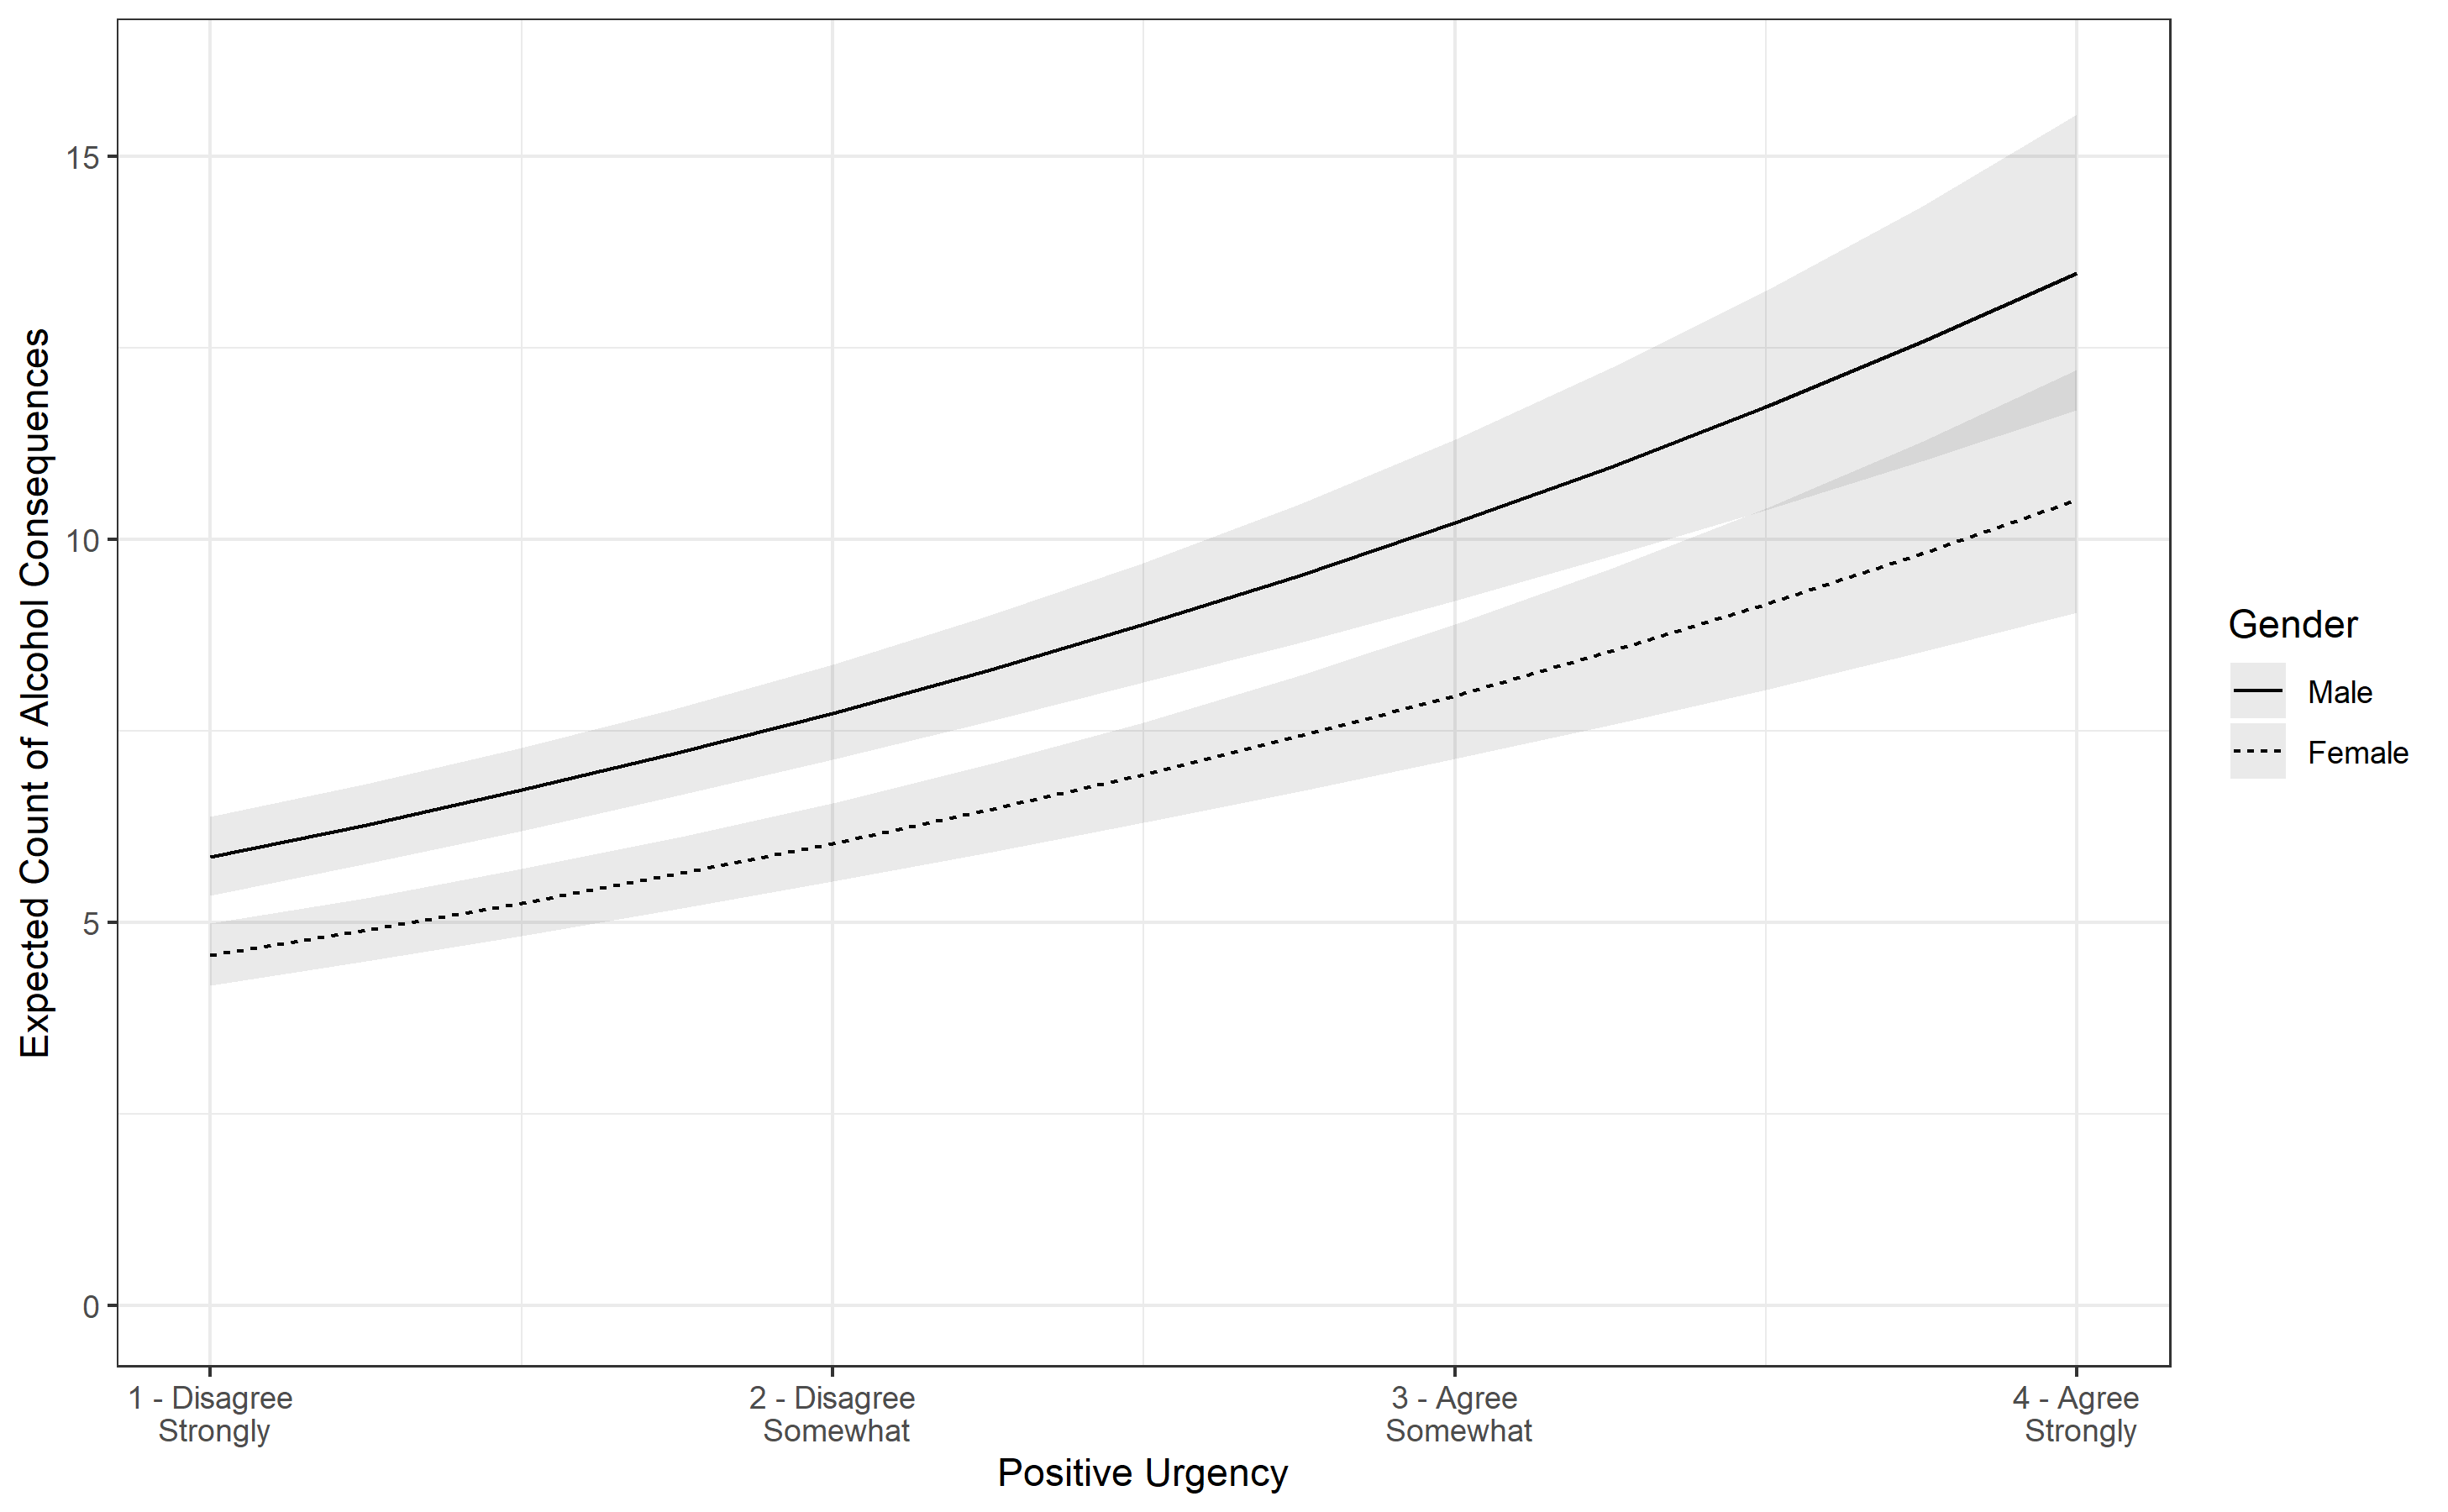 Expected Count of Alcohol Consequences
15
10
5
0
1 - Disagree
Strongly
2 - Disagree
Somewhat
3 - Agree
Somewhat
4 - Agree
Strongly
Positive Urgency
Gender
Male
Female